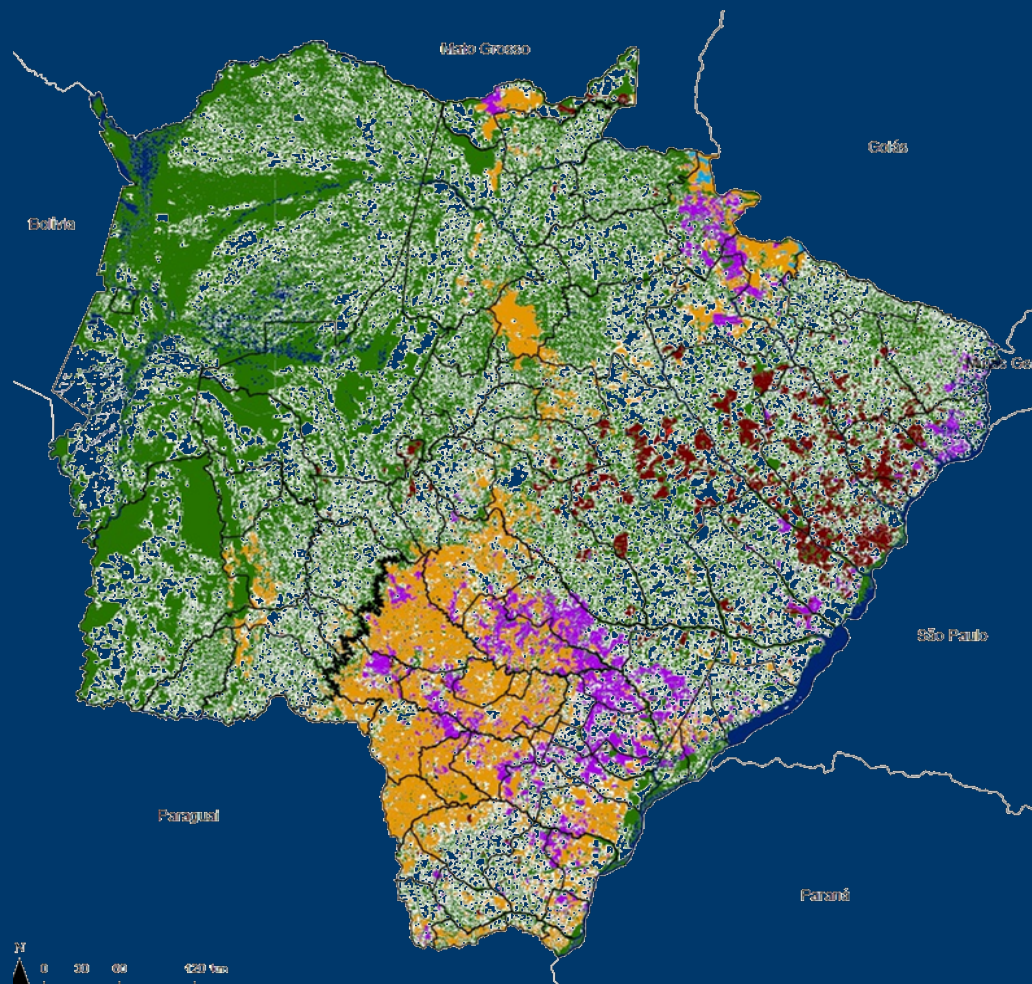 Mato Grosso
Goiás
Bolívia
São Paulo
Paraguai
Paraná
N
0 30 60 120 km